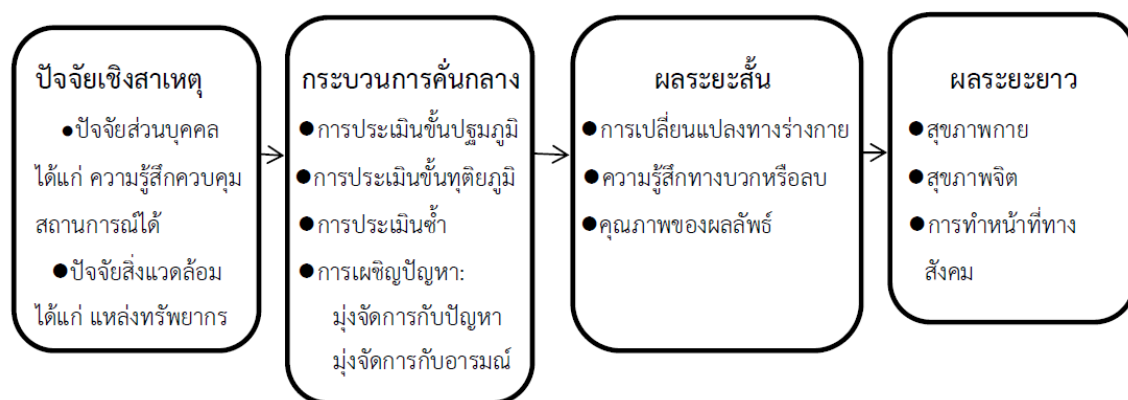 ปัจจัยเชิงสาเหตุ
●ปัจจัยส่วนบุคคล
ได้แก่ ความรู้สึกควบคุม
สถานการณ์ได้
●ปัจจัยสิ่งแวดล้อม
ได้แก่ แหล่งทรัพยากร
กระบวนการคั่นกลาง
●การประเมินขั้นปฐมภูมิ
●การประเมินขั้นทุติยภูมิ
●การประเมินซ้ำ
●การเผชิญปัญหา:
มุ่งจัดการกับปัญหา
มุ่งจัดการกับอารมณ์
ผลระยะสั้น
●การเปลี่ยนแปลงทางร่างกาย
●ความรู้สึกทางบวกหรือลบ
●คุณภาพของผลลัพธ์
ผลระยะยาว
●สุขภาพกาย
●สุขภาพจิต
●การทำหน้าที่ทาง
สังคม